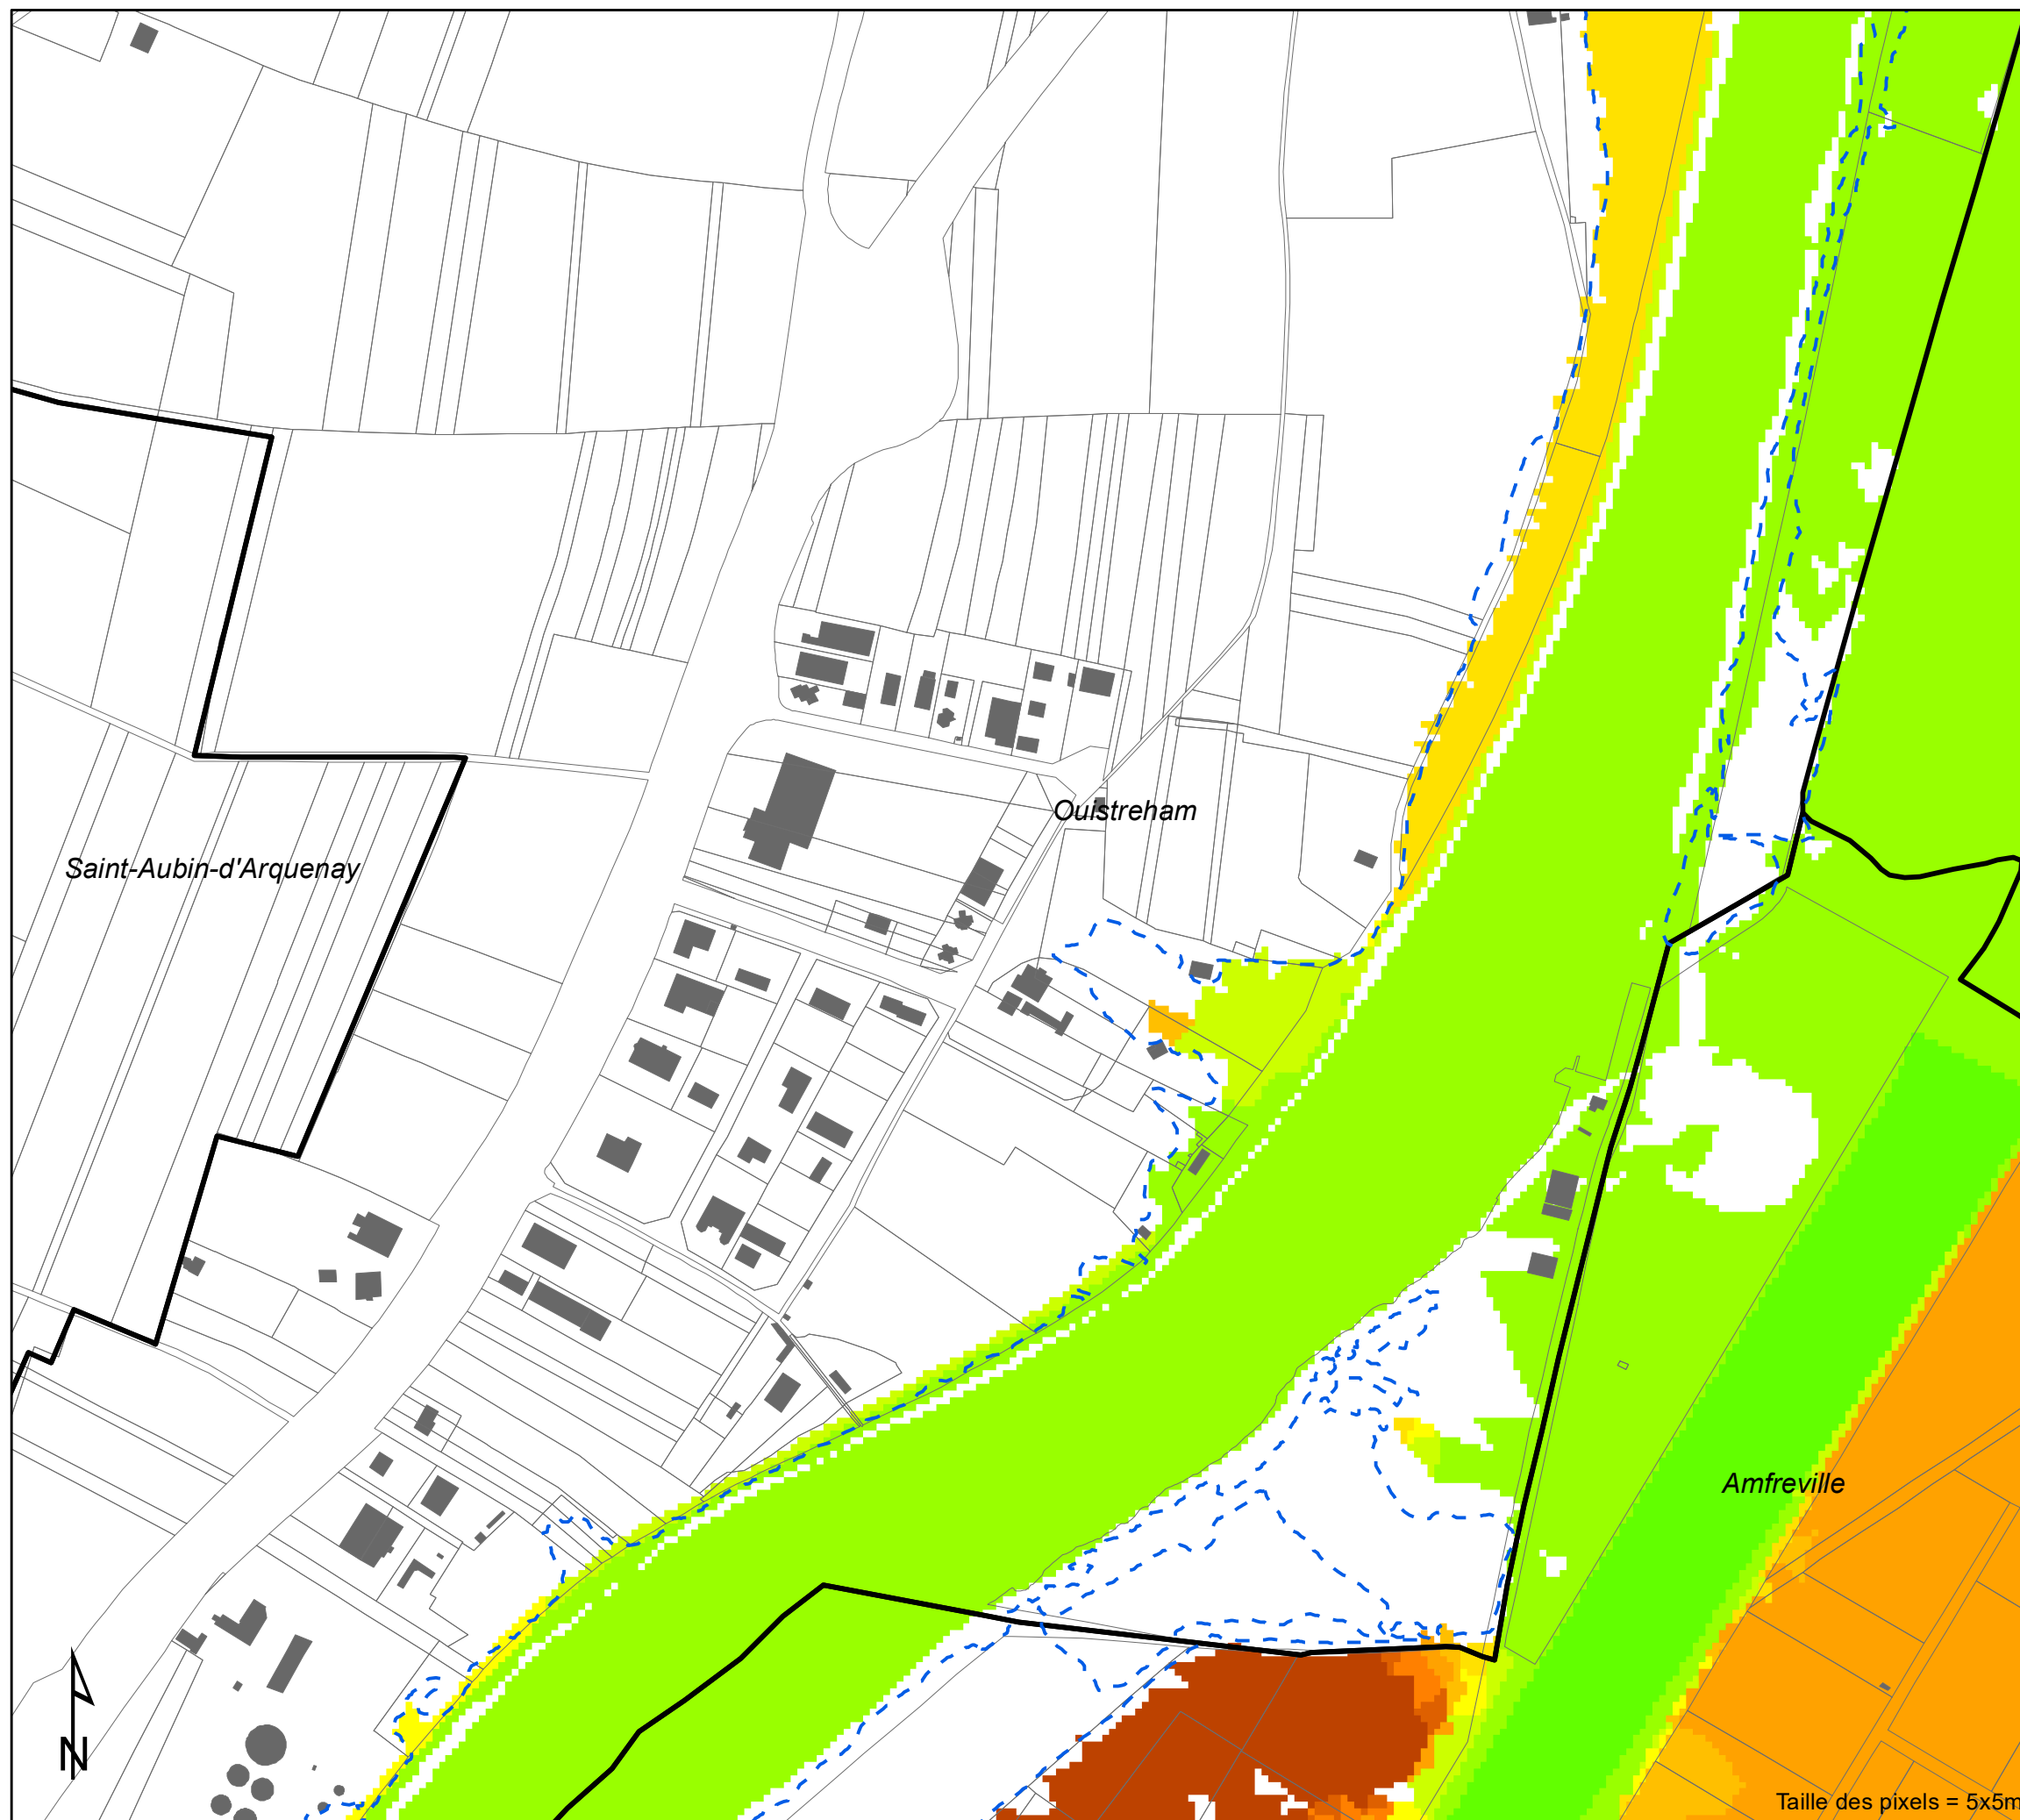 Ouistreham
Saint-Aubin-d'Arquenay
Amfreville
N
Taille des pixels = 5x5m